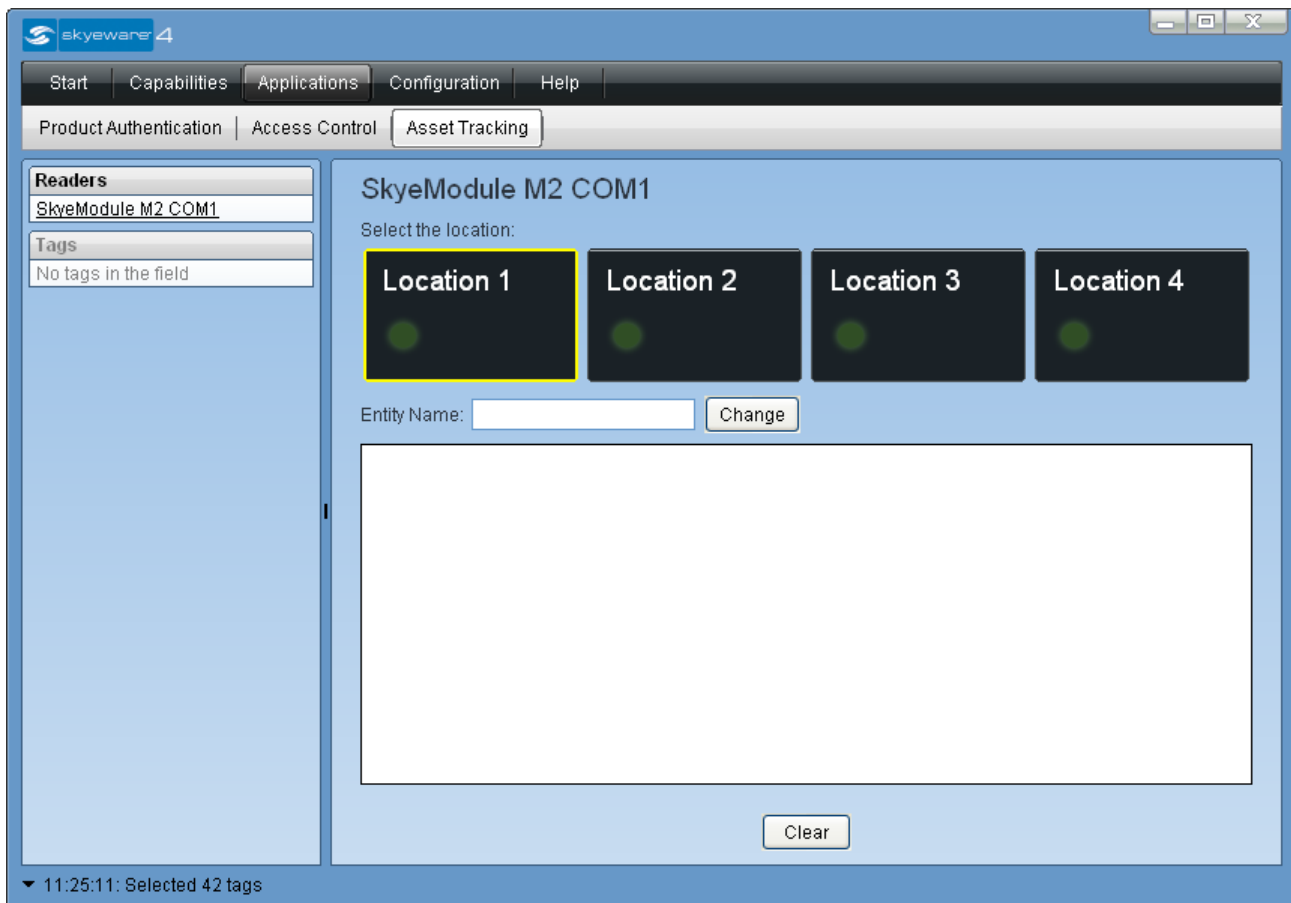 skyeware 4
Start Capabilities Applications Configuration Help
Product Authentication Access Control Asset Tracking
Readers
SkyeModule M2 COM1
Tags
No tags in the field
SkyeModule M2 COM1
Select the location:
Location 1 Location 2 Location 3 Location 4
Entity Name: Change
Clear
11:25:11: Selected 42 tags